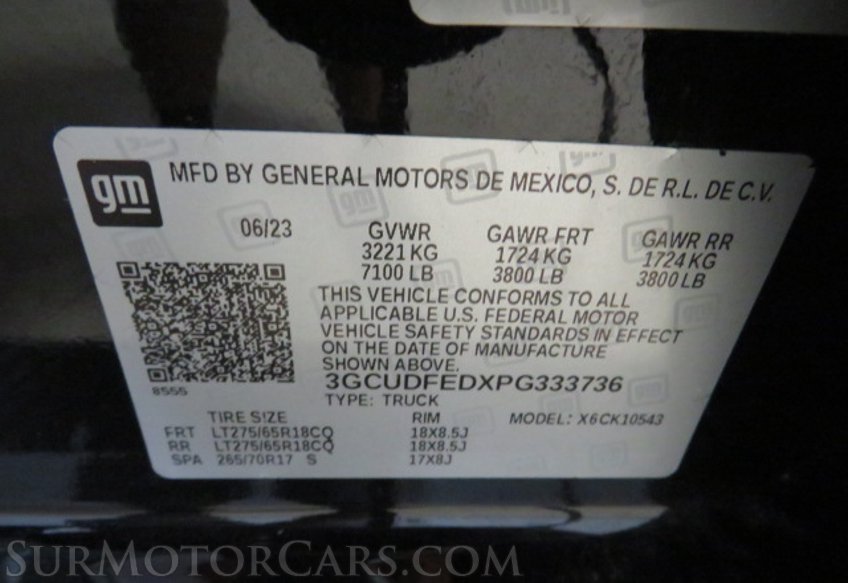 gm
MFD BY GENERAL MOTORS DE MEXICO, S. DE R.L. DE C.V.
06/23 GVWR GAWR FRT GAWR RR
3221 KG 1724 KG 1724 KG
7100 LB 3800 LB 3800 LB
THIS VEHICLE CONFORMS TO ALL
APPLICABLE U.S. FEDERAL MOTOR
VEHICLE SAFETY STANDARDS IN EFFECT
ON THE DATE OF MANUFACTURE
SHOWN ABOVE.
3GCUDFEDXPG333736
8555 TYPE: TRUCK
TIRE SIZE RIM MODEL: X6CK10543
FRT LT275/65R18CQ 18X8.5J
RR LT275/65R18CQ 18X8.5J
SPA 265/70R17 S 17X8J
SURMOTORCARS.COM